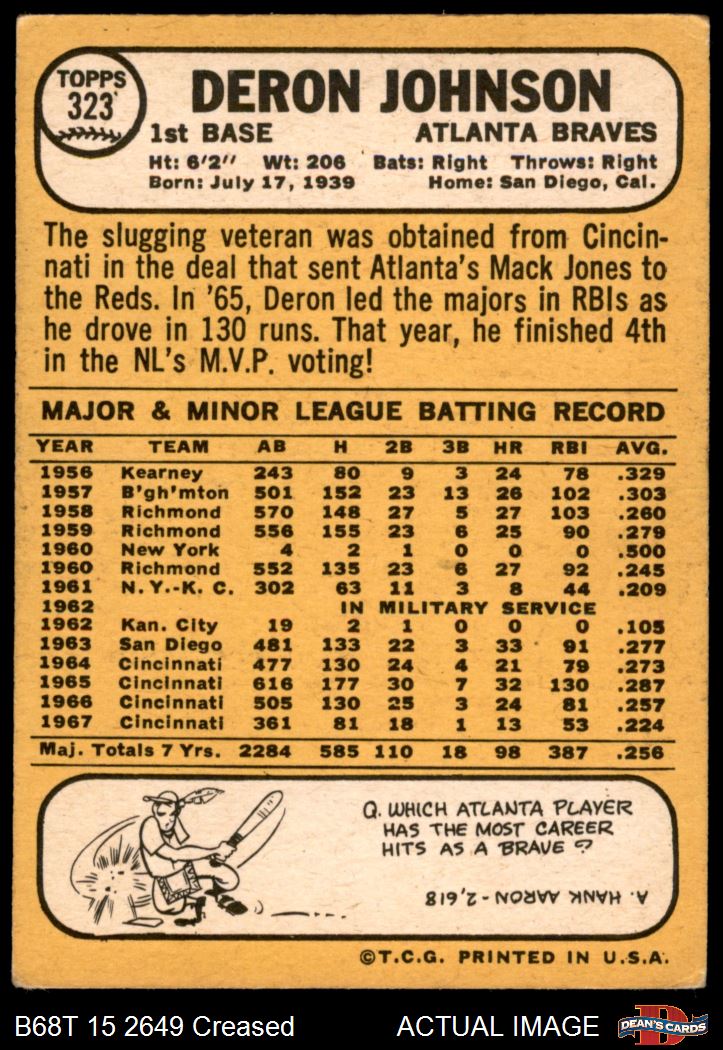 TOPPS
323
DERON JOHNSON
1st BASE ATLANTA BRAVES
Ht: 6'2" Wt: 206 Bats: Right Throws: Right
Born: July 17, 1939 Home: San Diego, Cal.
The slugging veteran was obtained from Cincin-
nati in the deal that sent Atlanta's Mack Jones to
the Reds. In '65, Deron led the majors in RBIs as
he drove in 130 runs. That year, he finished 4th
in the NL's M.V.P. voting!
MAJOR & MINOR LEAGUE BATTING RECORD
YEAR TEAM AB H 2B 3B HR RBI AVG.
1956 Kearney 243 80 9 3 24 78 .329
1957 B'gh'mton 501 152 23 13 26 102 .303
1958 Richmond 570 148 27 5 27 103 .260
1959 Richmond 556 155 23 6 25 90 .279
1960 New York 4 2 1 0 0 0 .500
1960 Richmond 552 135 23 6 27 92 .245
1961 N. Y.-K. C. 302 63 11 3 8 44 .209
1962 IN MILITARY SERVICE
1962 Kan. City 19 2 1 0 0 0 .105
1963 San Diego 481 133 22 3 33 91 .277
1964 Cincinnati 477 130 24 4 21 79 .273
1965 Cincinnati 616 177 30 7 32 130 .287
1966 Cincinnati 505 130 25 3 24 81 .257
1967 Cincinnati 361 81 18 1 13 53 .224
Maj. Totals 7 Yrs. 2284 585 110 18 98 387 .256
Q. WHICH ATLANTA PLAYER
HAS THE MOST CAREER
HITS AS A BRAVE?
A. HANK AARON-2,618
©T.C.G. PRINTED IN U.S.A.
B68T 15 2649 Creased ACTUAL IMAGE
D
DEAN'S CARDS